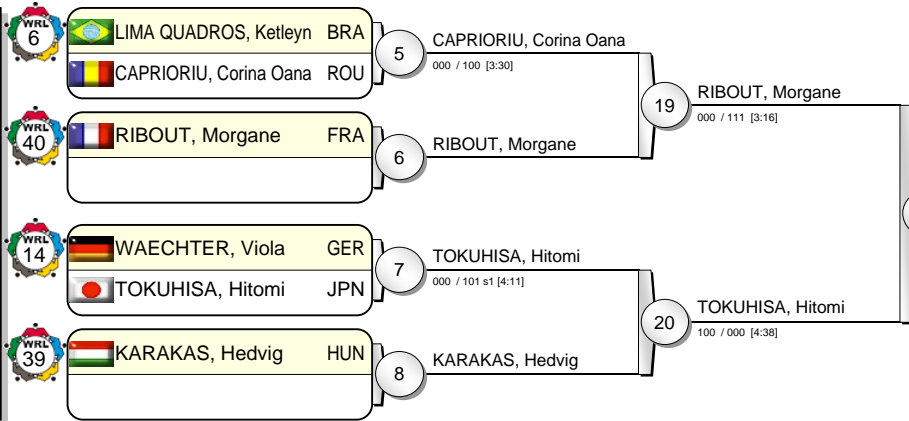 WRL
6
LIMA QUADROS, Ketleyn BRA
CAPRIORIU, Corina Oana ROU
5
CAPRIORIU, Corina Oana
000 / 100 [3:30]
19
RIBOUT, Morgane
000 / 111 [3:16]
WRL
40
RIBOUT, Morgane FRA
6
RIBOUT, Morgane
WRL
14
WAECHTER, Viola GER
TOKUHISA, Hitomi JPN
7
TOKUHISA, Hitomi
000 / 101 s1 [4:11]
20
TOKUHISA, Hitomi
100 / 000 [4:38]
WRL
39
KARAKAS, Hedvig HUN
8
KARAKAS, Hedvig